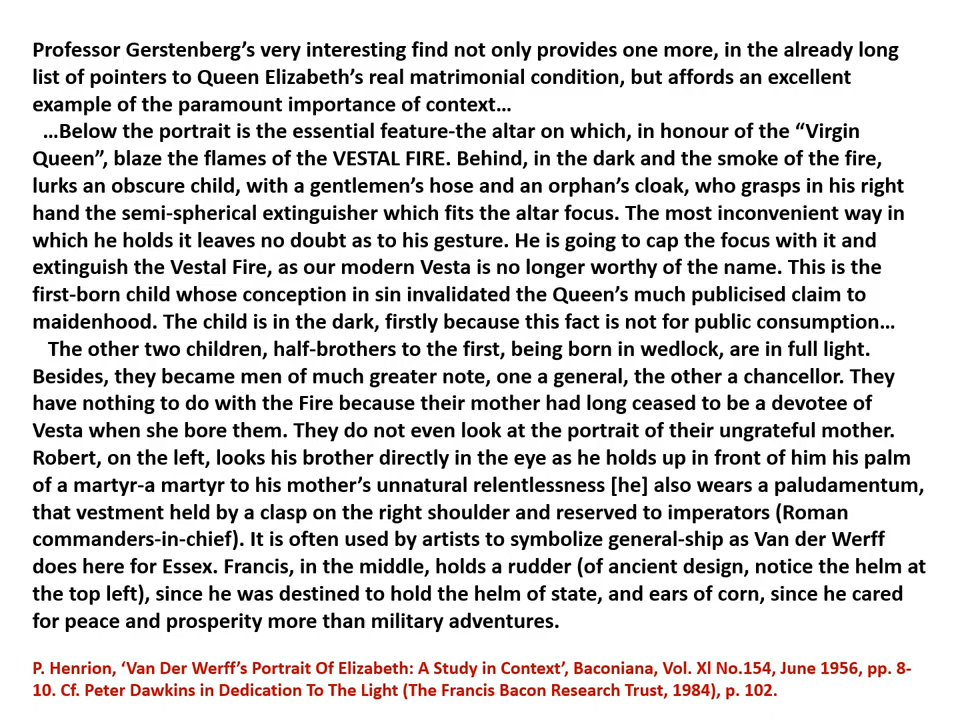 Professor Gerstenberg’s very interesting find not only provides one more, in the already long
list of pointers to Queen Elizabeth’s real matrimonial condition, but affords an excellent
example of the paramount importance of context…
…Below the portrait is the essential feature-the altar on which, in honour of the “Virgin
Queen”, blaze the flames of the VESTAL FIRE. Behind, in the dark and the smoke of the fire,
lurks an obscure child, with a gentlemen’s hose and an orphan’s cloak, who grasps in his right
hand the semi-spherical extinguisher which fits the altar focus. The most inconvenient way in
which he holds it leaves no doubt as to his gesture. He is going to cap the focus with it and
extinguish the Vestal Fire, as our modern Vesta is no longer worthy of the name. This is the
first-born child whose conception in sin invalidated the Queen’s much publicised claim to
maidenhood. The child is in the dark, firstly because this fact is not for public consumption…
The other two children, half-brothers to the first, being born in wedlock, are in full light.
Besides, they became men of much greater note, one a general, the other a chancellor. They
have nothing to do with the Fire because their mother had long ceased to be a devotee of
Vesta when she bore them. They do not even look at the portrait of their ungrateful mother.
Robert, on the left, looks his brother directly in the eye as he holds up in front of him his palm
of a martyr-a martyr to his mother’s unnatural relentlessness [he] also wears a paludamentum,
that vestment held by a clasp on the right shoulder and reserved to imperators (Roman
commanders-in-chief). It is often used by artists to symbolize general-ship as Van der Werff
does here for Essex. Francis, in the middle, holds a rudder (of ancient design, notice the helm at
the top left), since he was destined to hold the helm of state, and ears of corn, since he cared
for peace and prosperity more than military adventures.
P. Henrion, ‘Van Der Werff’s Portrait Of Elizabeth: A Study in Context’, Baconiana, Vol. Xl No.154, June 1956, pp. 8-
10. Cf. Peter Dawkins in Dedication To The Light (The Francis Bacon Research Trust, 1984), p. 102.